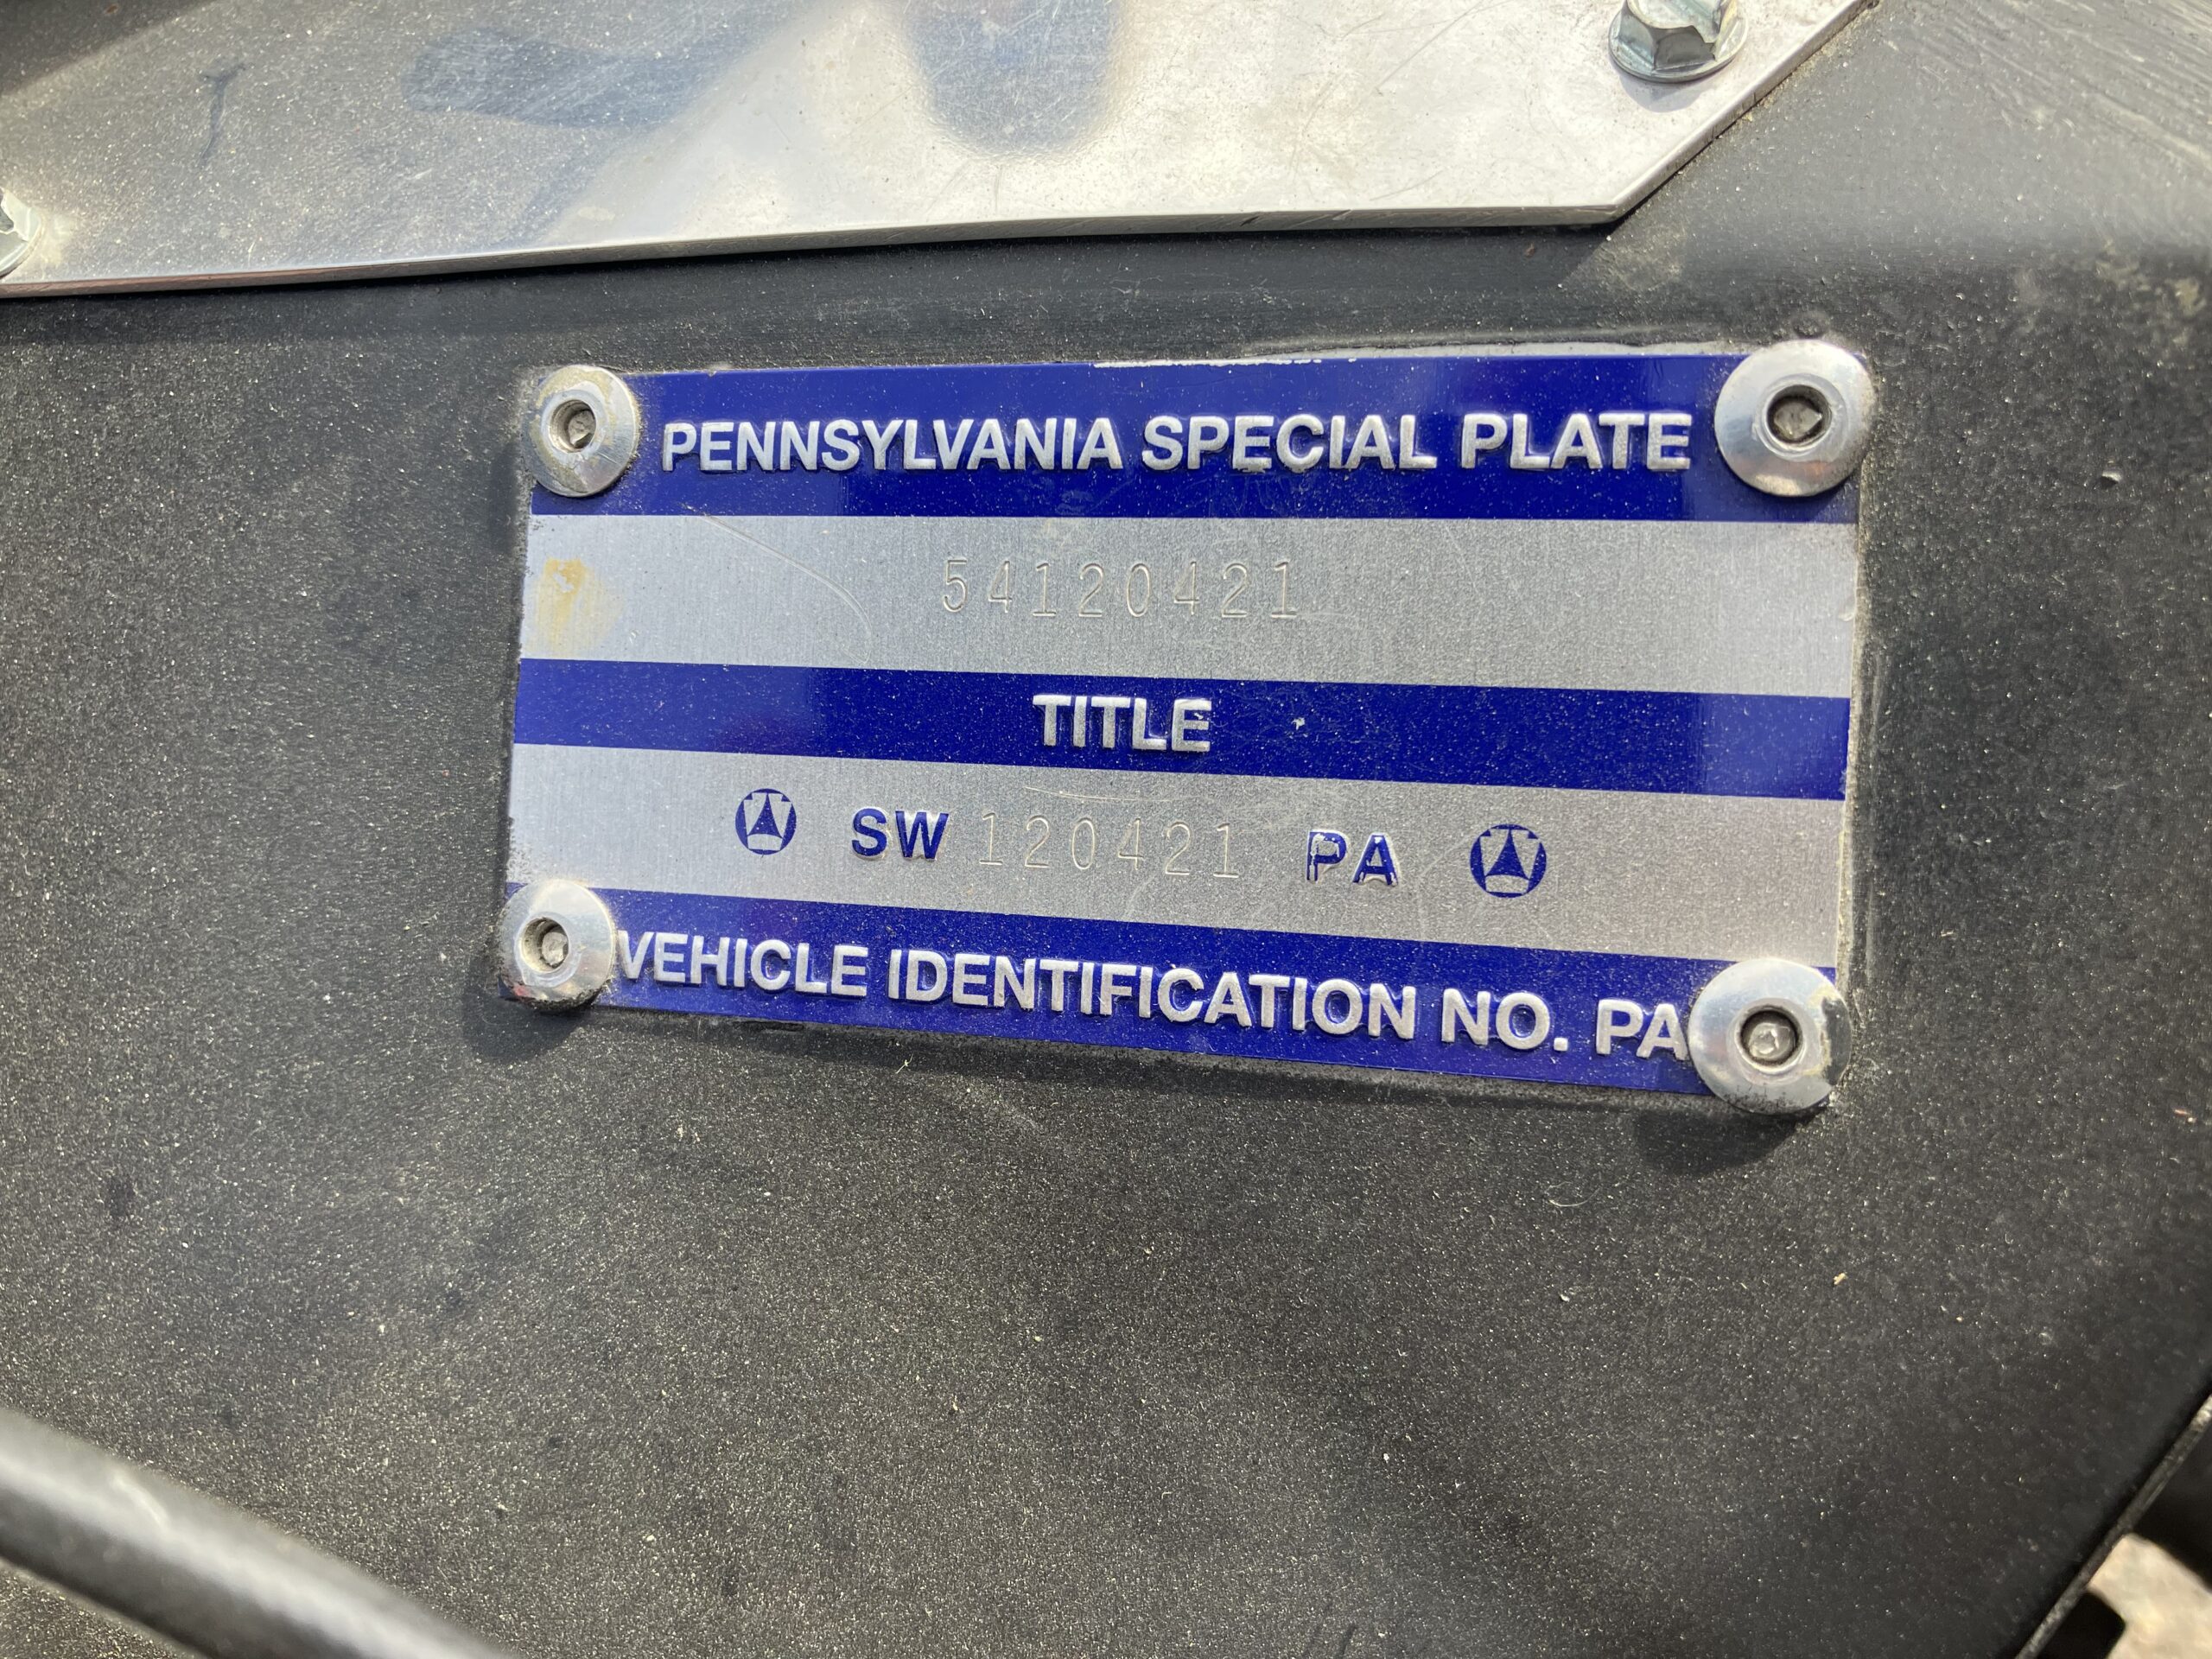 PENNSYLVANIA SPECIAL PLATE
54120421
TITLE
SW 120421 PA
VEHICLE IDENTIFICATION NO. PA